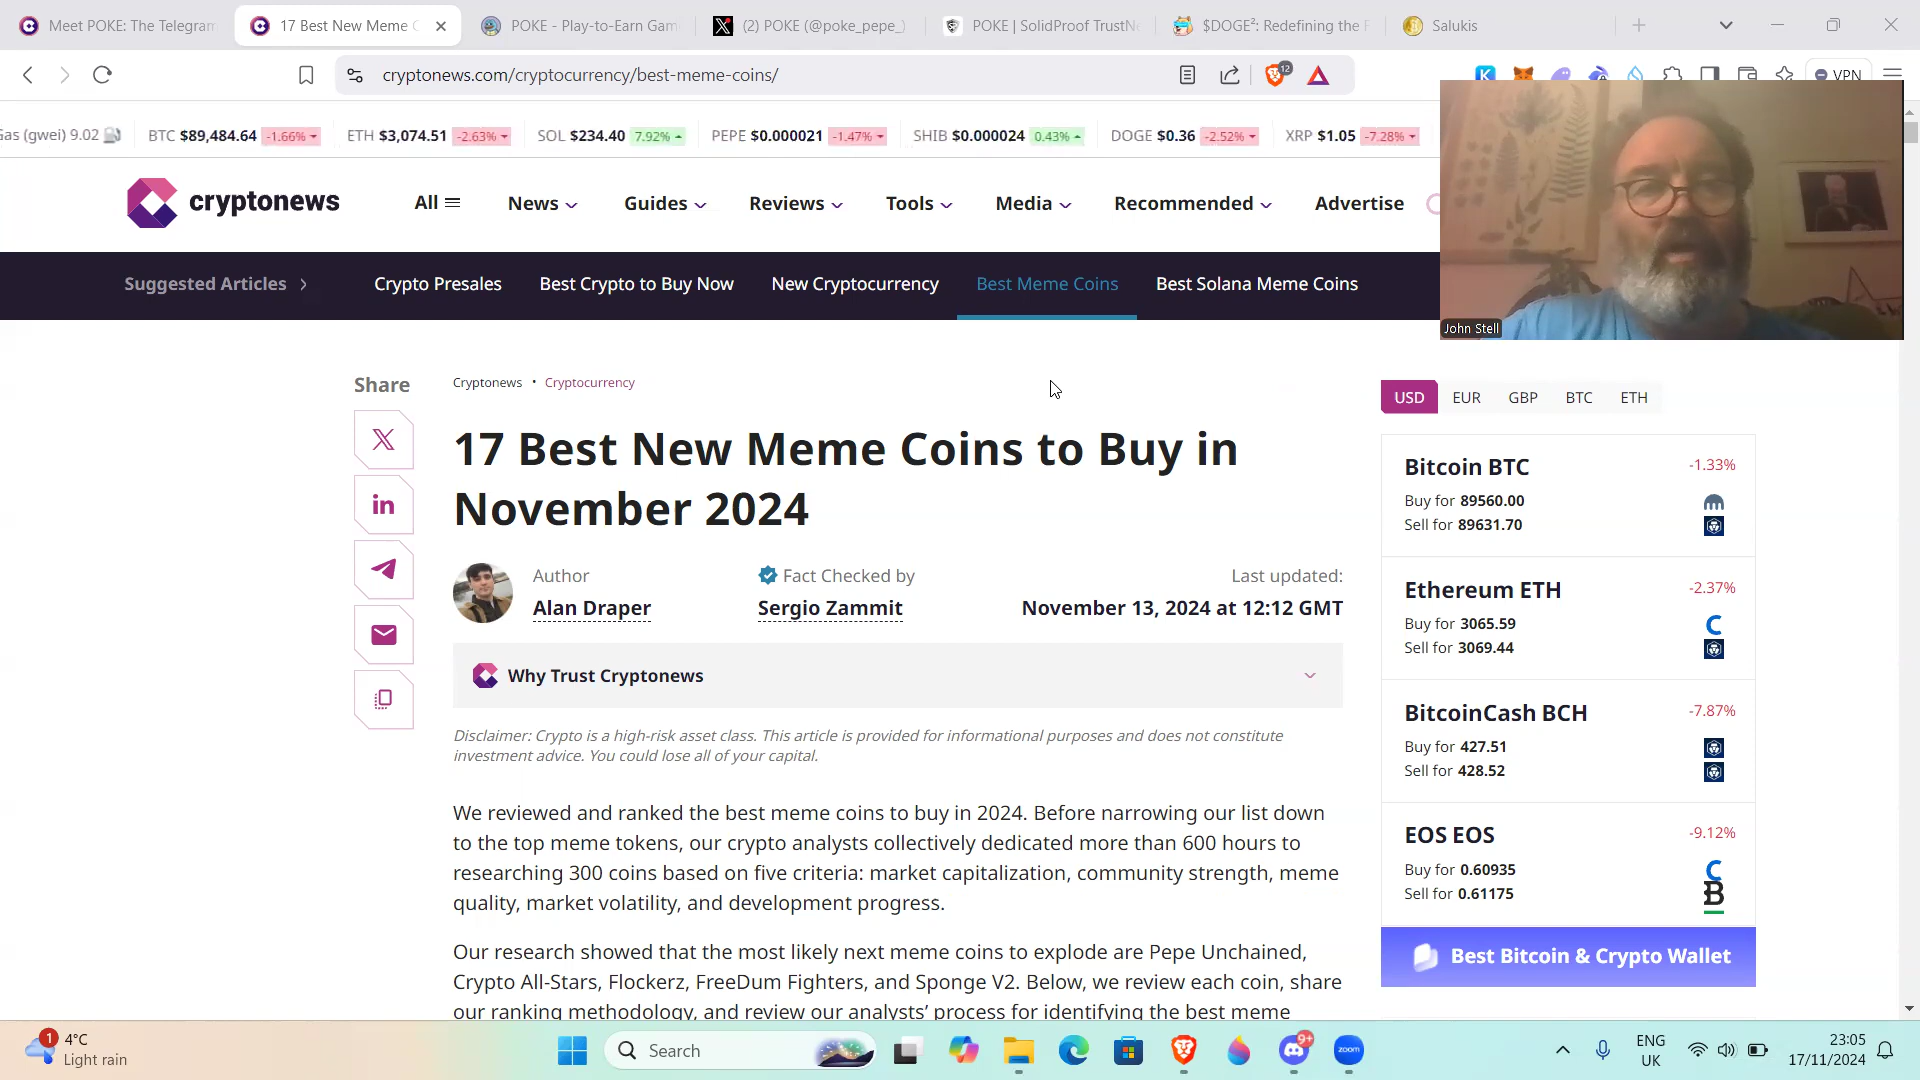 Meet POKE: The Telegram
17 Best New Meme C
POKE - Play-to-Earn Gami
(2) POKE (@poke_pepe_)
POKE | SolidProof TrustNe
$DOGE²: Redefining the F
Salukis
cryptonews.com/cryptocurrency/best-meme-coins/
12
VPN
Gas (gwei) 9.02
BTC $89,484.64 -1.66%
ETH $3,074.51 -2.63%
SOL $234.40 7.92%
PEPE $0.000021 -1.47%
SHIB $0.000024 0.43%
DOGE $0.36 -2.52%
XRP $1.05 -7.28%
cryptonews
All
News
Guides
Reviews
Tools
Media
Recommended
Advertise
Suggested Articles
Crypto Presales
Best Crypto to Buy Now
New Cryptocurrency
Best Meme Coins
Best Solana Meme Coins
John Stell
Share
Cryptonews • Cryptocurrency
17 Best New Meme Coins to Buy in
November 2024
Author
Alan Draper
Fact Checked by
Sergio Zammit
Last updated:
November 13, 2024 at 12:12 GMT
Why Trust Cryptonews
Disclaimer: Crypto is a high-risk asset class. This article is provided for informational purposes and does not constitute
investment advice. You could lose all of your capital.
We reviewed and ranked the best meme coins to buy in 2024. Before narrowing our list down
to the top meme tokens, our crypto analysts collectively dedicated more than 600 hours to
researching 300 coins based on five criteria: market capitalization, community strength, meme
quality, market volatility, and development progress.
Our research showed that the most likely next meme coins to explode are Pepe Unchained,
Crypto All-Stars, Flockerz, FreeDum Fighters, and Sponge V2. Below, we review each coin, share
our ranking methodology, and review our analysts' process for identifying the best meme
USD
EUR
GBP
BTC
ETH
Bitcoin BTC
-1.33%
Buy for 89560.00
Sell for 89631.70
Ethereum ETH
-2.37%
Buy for 3065.59
Sell for 3069.44
BitcoinCash BCH
-7.87%
Buy for 427.51
Sell for 428.52
EOS EOS
-9.12%
Buy for 0.60935
Sell for 0.61175
Best Bitcoin & Crypto Wallet
1
4°C
Light rain
Search
9+
zoom
ENG
UK
23:05
17/11/2024